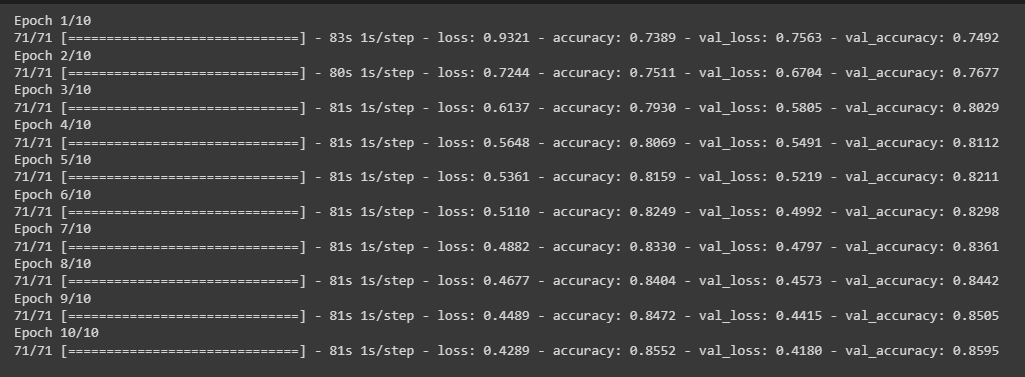 Epoch 1/10
71/71 [==============================] - 83s 1s/step - loss: 0.9321 - accuracy: 0.7389 - val_loss: 0.7563 - val_accuracy: 0.7492
Epoch 2/10
71/71 [==============================] - 80s 1s/step - loss: 0.7244 - accuracy: 0.7511 - val_loss: 0.6704 - val_accuracy: 0.7677
Epoch 3/10
71/71 [==============================] - 81s 1s/step - loss: 0.6137 - accuracy: 0.7930 - val_loss: 0.5805 - val_accuracy: 0.8029
Epoch 4/10
71/71 [==============================] - 81s 1s/step - loss: 0.5648 - accuracy: 0.8069 - val_loss: 0.5491 - val_accuracy: 0.8112
Epoch 5/10
71/71 [==============================] - 81s 1s/step - loss: 0.5361 - accuracy: 0.8159 - val_loss: 0.5219 - val_accuracy: 0.8211
Epoch 6/10
71/71 [==============================] - 81s 1s/step - loss: 0.5110 - accuracy: 0.8249 - val_loss: 0.4992 - val_accuracy: 0.8298
Epoch 7/10
71/71 [==============================] - 81s 1s/step - loss: 0.4882 - accuracy: 0.8330 - val_loss: 0.4797 - val_accuracy: 0.8361
Epoch 8/10
71/71 [==============================] - 81s 1s/step - loss: 0.4677 - accuracy: 0.8404 - val_loss: 0.4573 - val_accuracy: 0.8442
Epoch 9/10
71/71 [==============================] - 81s 1s/step - loss: 0.4489 - accuracy: 0.8472 - val_loss: 0.4415 - val_accuracy: 0.8505
Epoch 10/10
71/71 [==============================] - 81s 1s/step - loss: 0.4289 - accuracy: 0.8552 - val_loss: 0.4180 - val_accuracy: 0.8595